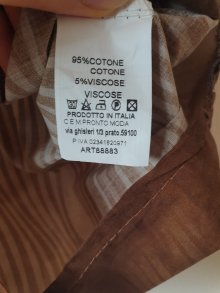 95%COTONE
COTONE
5%VISCOSE
VISCOSE
PRODOTTO IN ITALIA
C.E.M.PRONTO MODA
via ghisleri 1/3 prato.59100
P.IVA 02341820971
ART88883